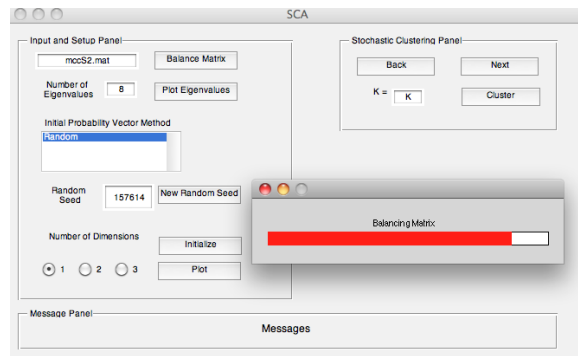 SCA
Input and Setup Panel
mccS2.mat
Balance Matrix
Number of
Eigenvalues
8
Plot Eigenvalues
Initial Probability Vector Method
Random
Random
Seed
157614
New Random Seed
Number of Dimensions
Initialize
1
2
3
Plot
Stochastic Clustering Panel
Back
Next
K =
K
Cluster
Balancing Matrix
Message Panel
Messages